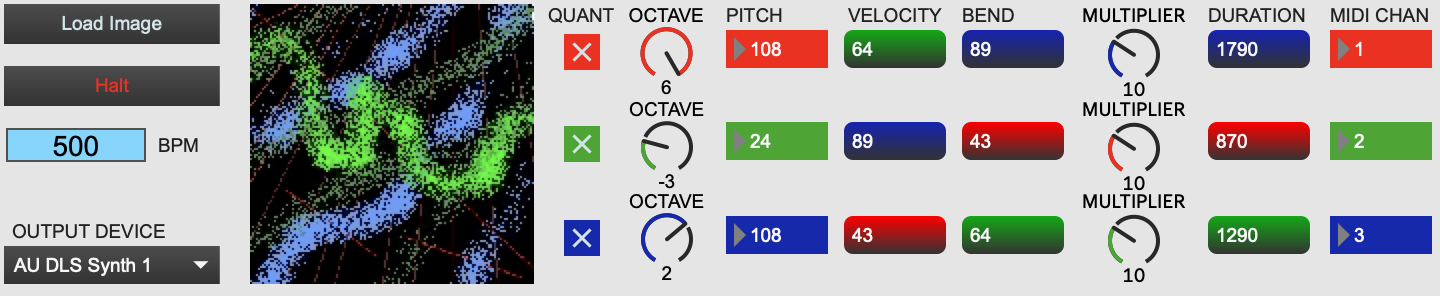 Load Image
Halt
500 BPM
OUTPUT DEVICE
AU DLS Synth 1
QUANT OCTAVE PITCH VELOCITY BEND MULTIPLIER DURATION MIDI CHAN
6 108 64 89 10 1790 1
OCTAVE MULTIPLIER
-3 24 89 43 10 870 2
OCTAVE MULTIPLIER
2 108 43 64 10 1290 3